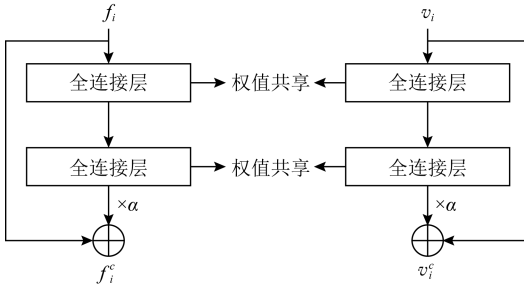 f_i v_i
全连接层 权值共享 全连接层
全连接层 权值共享 全连接层
×α ×α
f_i^c v_i^c